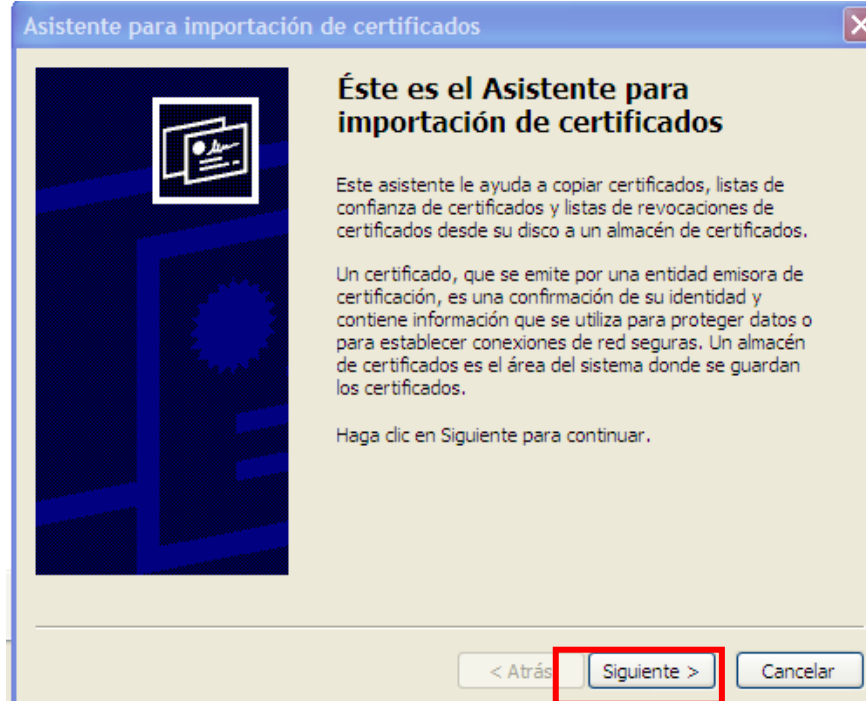 Asistente para importación de certificados
Éste es el Asistente para
importación de certificados
Este asistente le ayuda a copiar certificados, listas de
confianza de certificados y listas de revocaciones de
certificados desde su disco a un almacén de certificados.
Un certificado, que se emite por una entidad emisora de
certificación, es una confirmación de su identidad y
contiene información que se utiliza para proteger datos o
para establecer conexiones de red seguras. Un almacén
de certificados es el área del sistema donde se guardan
los certificados.
Haga clic en Siguiente para continuar.
< Atrás
Siguiente >
Cancelar